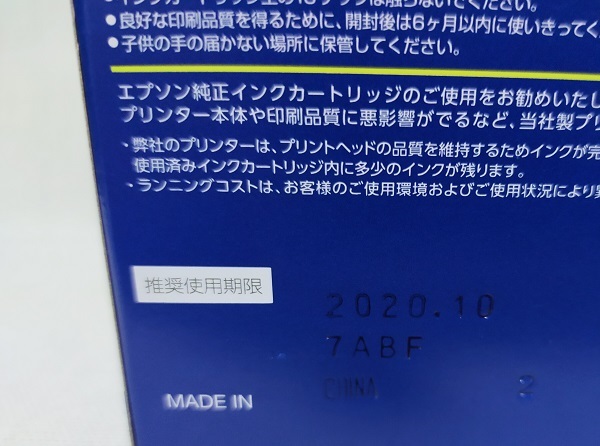 ●良好な印刷品質を得るために、開封後は6ヶ月以内に使いきってく
●子供の手の届かない場所に保管してください。
エプソン純正インクカートリッジのご使用をお勧めいたし
プリンター本体や印刷品質に悪影響がでるなど、当社製プリ
・弊社のプリンターは、プリントヘッドの品質を維持するためインクが完
使用済みインクカートリッジ内に多少のインクが残ります。
・ランニングコストは、お客様のご使用環境およびご使用状況により異
推奨使用期限
2020.10
7ABF
CHINA 2
MADE IN